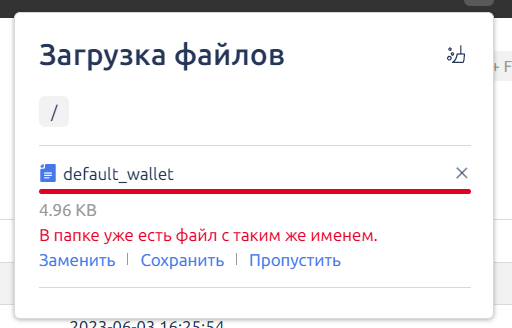 Загрузка файлов
+ F
/
default_wallet
4.96 KB
В папке уже есть файл с таким же именем.
Заменить | Сохранить | Пропустить
2023-06-03 16:25:54